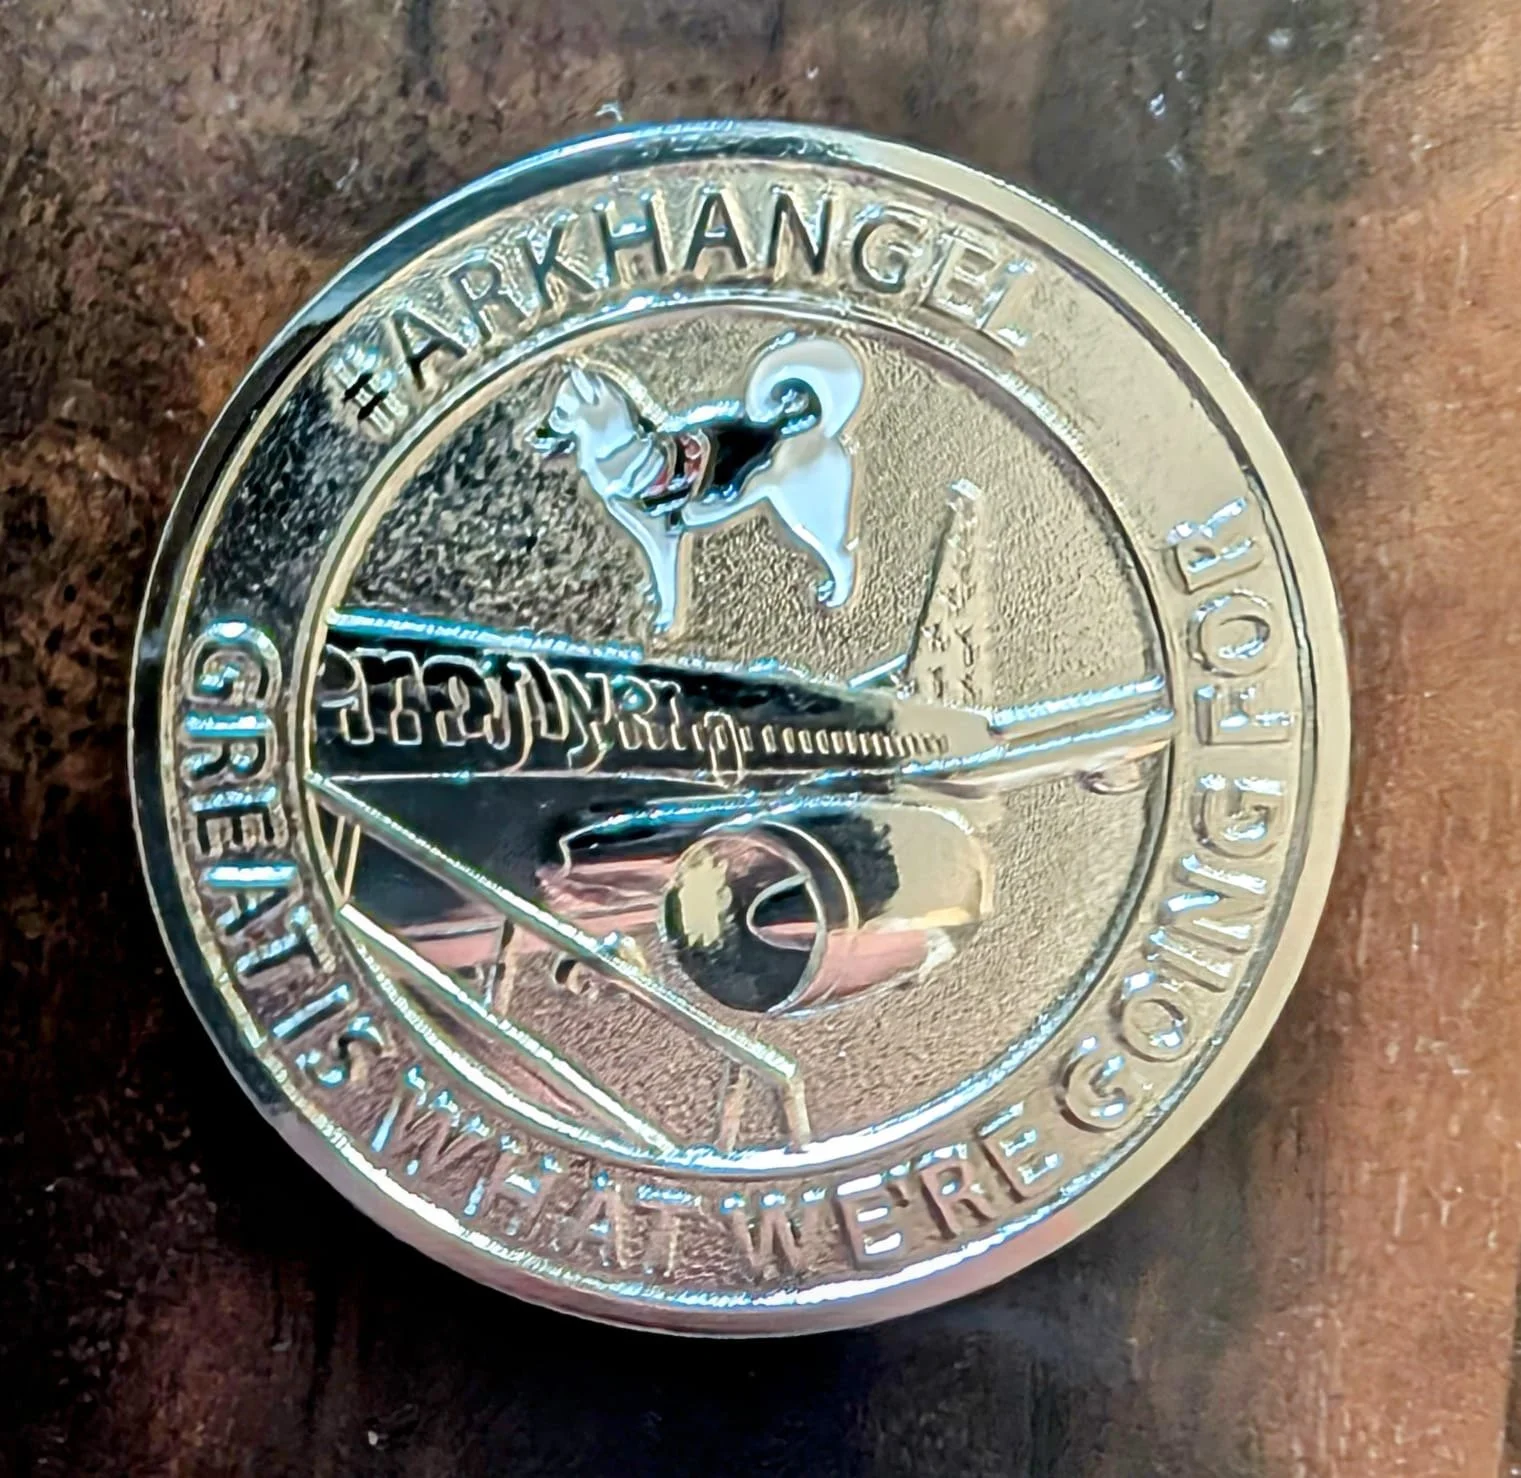 #ARKHANGEL
GREAT IS WHAT WE'RE GOING FOR